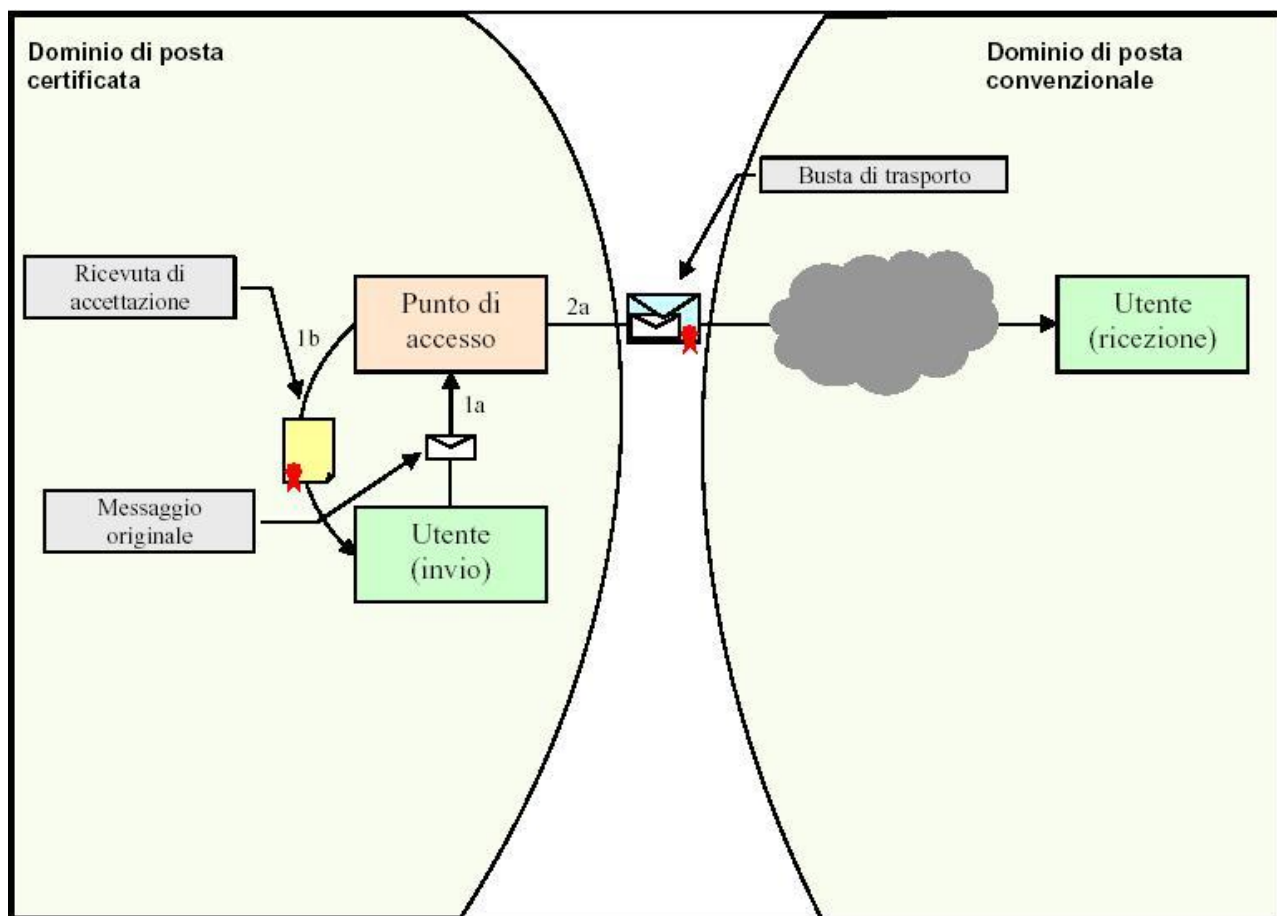 Dominio di posta
certificata
Dominio di posta
convenzionale
Busta di trasporto
Ricevuta di
accettazione
Punto di
accesso
2a
Utente
(ricezione)
1b
1a
Messaggio
originale
Utente
(invio)